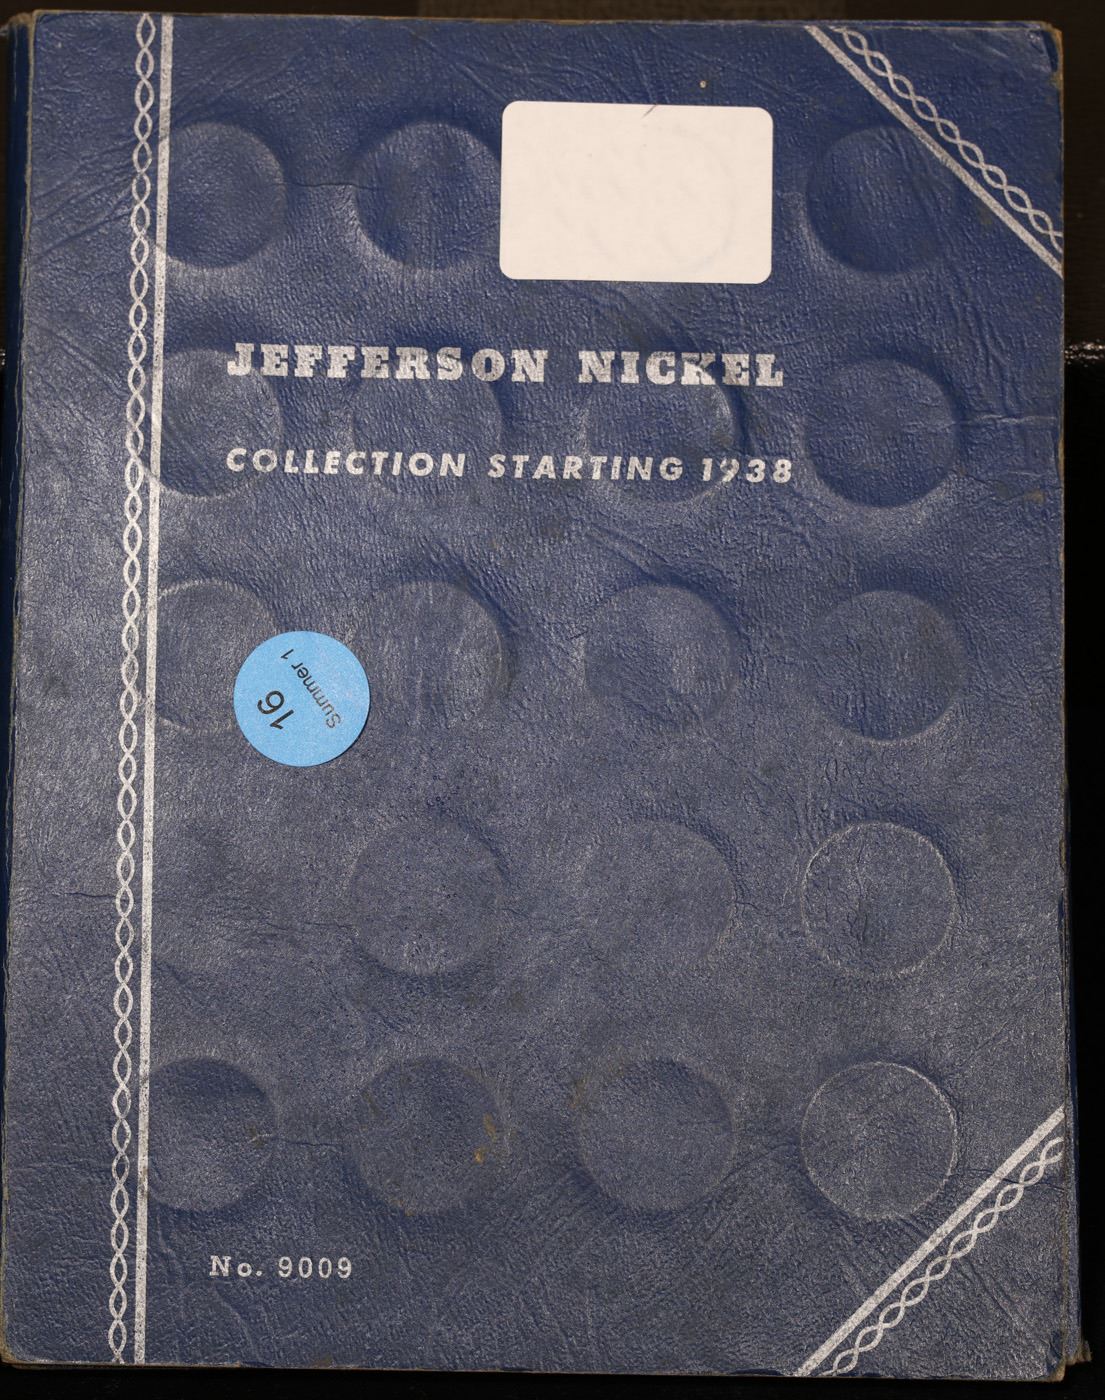 JEFFERSON NICKEL
COLLECTION STARTING 1938
Summer 1
16
No. 9009